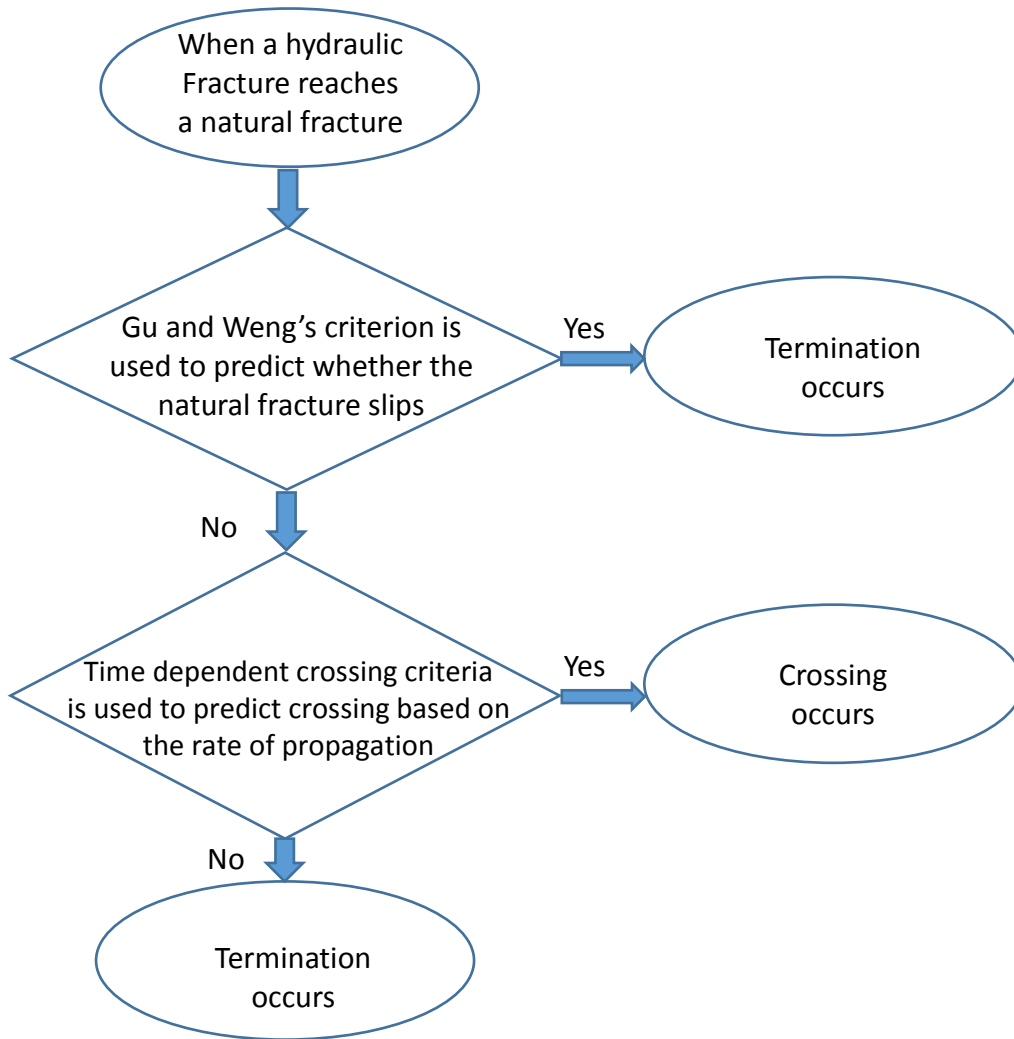 When a hydraulic
Fracture reaches
a natural fracture
Gu and Weng’s criterion is
used to predict whether the
natural fracture slips
Yes
Termination
occurs
No
Time dependent crossing criteria
is used to predict crossing based on
the rate of propagation
Yes
Crossing
occurs
No
Termination
occurs